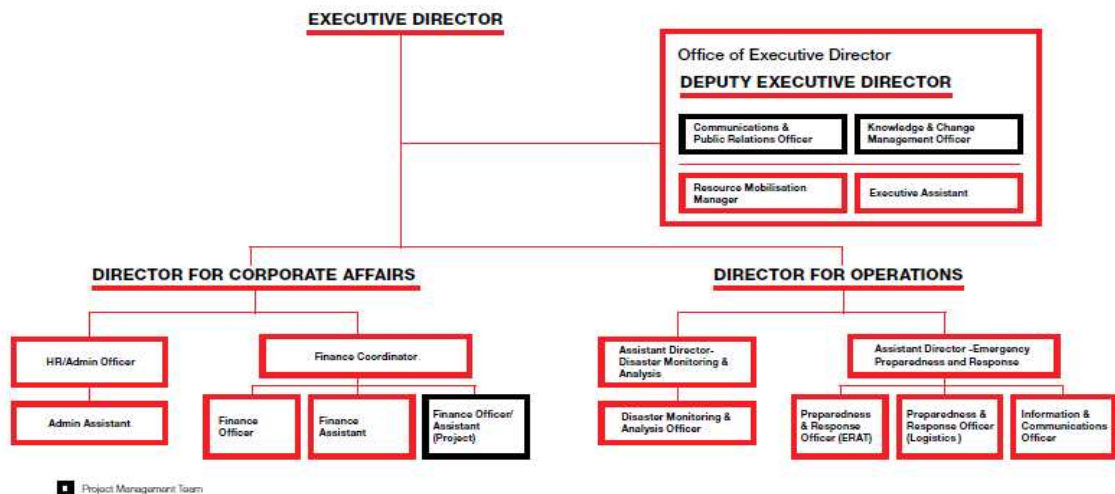 EXECUTIVE DIRECTOR
Office of Executive Director
DEPUTY EXECUTIVE DIRECTOR
Communications &
Public Relations Officer
Knowledge & Change
Management Officer
Resource Mobilisation
Manager
Executive Assistant
DIRECTOR FOR CORPORATE AFFAIRS
DIRECTOR FOR OPERATIONS
HR/Admin Officer
Finance Coordinator
Assistant Director-
Disaster Monitoring &
Analysis
Assistant Director -Emergency
Preparedness and Response
Admin Assistant
Finance
Officer
Finance
Assistant
Finance Officer/
Assistant
(Project)
Disaster Monitoring &
Analysis Officer
Preparedness
& Response
Officer (ERAT)
Preparedness &
Response Officer
(Logistics )
Information &
Communications
Officer
Project Management Team